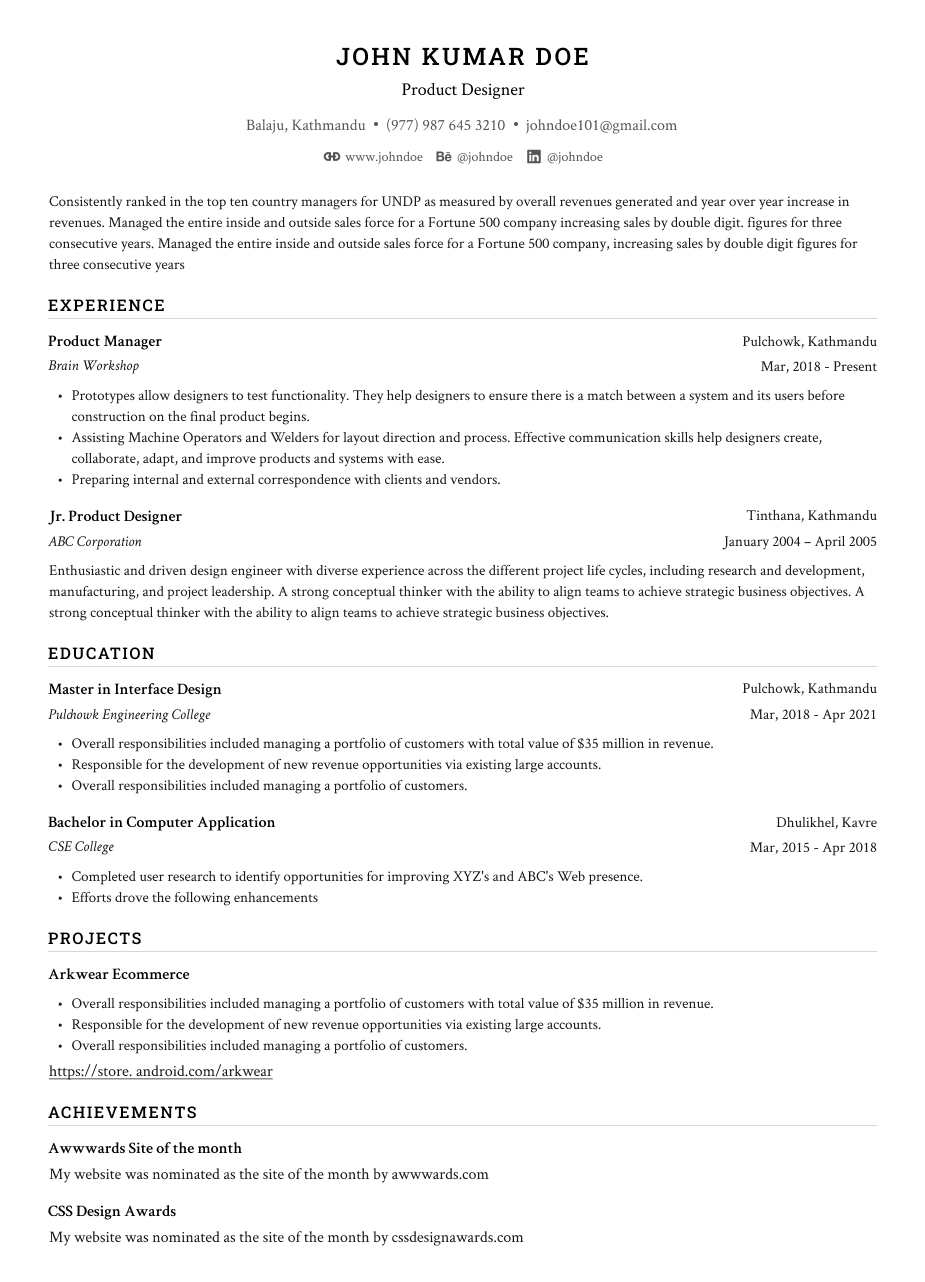 JOHN KUMAR DOE
Product Designer
Balaju, Kathmandu • (977) 987 645 3210 • johndoe101@gmail.com
www.johndoe Bē @johndoe in @johndoe
Consistently ranked in the top ten country managers for UNDP as measured by overall revenues generated and year over year increase in
revenues. Managed the entire inside and outside sales force for a Fortune 500 company increasing sales by double digit. figures for three
consecutive years. Managed the entire inside and outside sales force for a Fortune 500 company, increasing sales by double digit figures for
three consecutive years
EXPERIENCE
Product Manager Pulchowk, Kathmandu
Brain Workshop Mar, 2018 - Present
• Prototypes allow designers to test functionality. They help designers to ensure there is a match between a system and its users before
construction on the final product begins.
• Assisting Machine Operators and Welders for layout direction and process. Effective communication skills help designers create,
collaborate, adapt, and improve products and systems with ease.
• Preparing internal and external correspondence with clients and vendors.
Jr. Product Designer Tinthana, Kathmandu
ABC Corporation January 2004 – April 2005
Enthusiastic and driven design engineer with diverse experience across the different project life cycles, including research and development,
manufacturing, and project leadership. A strong conceptual thinker with the ability to align teams to achieve strategic business objectives. A
strong conceptual thinker with the ability to align teams to achieve strategic business objectives.
EDUCATION
Master in Interface Design Pulchowk, Kathmandu
Pulchowk Engineering College Mar, 2018 - Apr 2021
• Overall responsibilities included managing a portfolio of customers with total value of $35 million in revenue.
• Responsible for the development of new revenue opportunities via existing large accounts.
• Overall responsibilities included managing a portfolio of customers.
Bachelor in Computer Application Dhulikhel, Kavre
CSE College Mar, 2015 - Apr 2018
• Completed user research to identify opportunities for improving XYZ's and ABC's Web presence.
• Efforts drove the following enhancements
PROJECTS
Arkwear Ecommerce
• Overall responsibilities included managing a portfolio of customers with total value of $35 million in revenue.
• Responsible for the development of new revenue opportunities via existing large accounts.
• Overall responsibilities included managing a portfolio of customers.
https://store. android.com/arkwear
ACHIEVEMENTS
Awwwards Site of the month
My website was nominated as the site of the month by awwwards.com
CSS Design Awards
My website was nominated as the site of the month by cssdesignawards.com